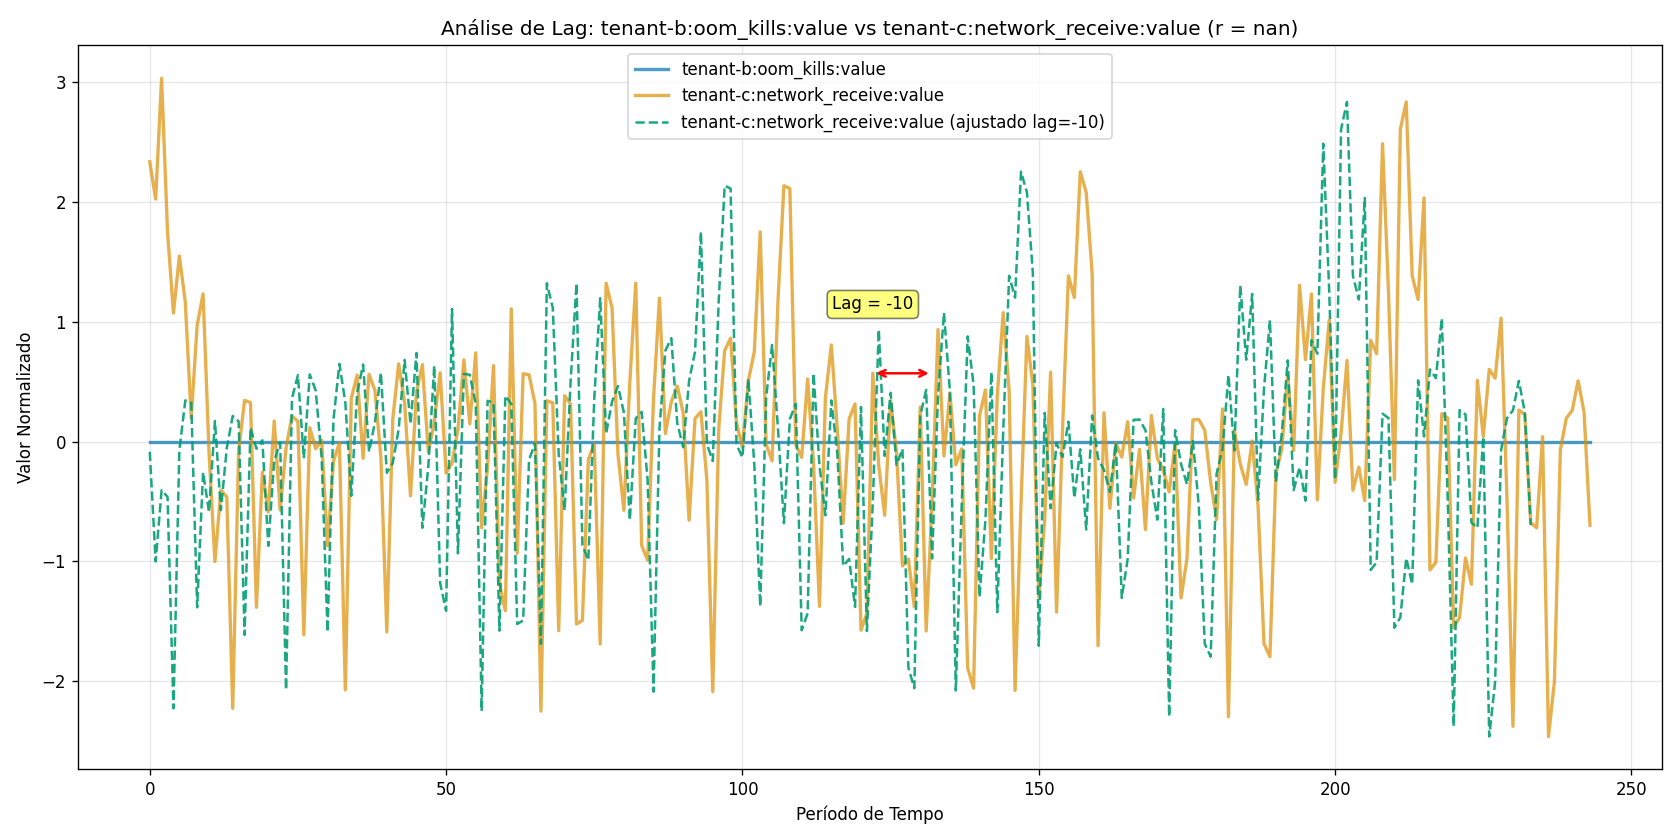 Análise de Lag: tenant-b:oom_kills:value vs tenant-c:network_receive:value (r = nan)
tenant-b:oom_kills:value
tenant-c:network_receive:value
tenant-c:network_receive:value (ajustado lag=-10)
Lag = -10
Valor Normalizado
3
2
1
0
−1
−2
0 50 100 150 200 250
Período de Tempo